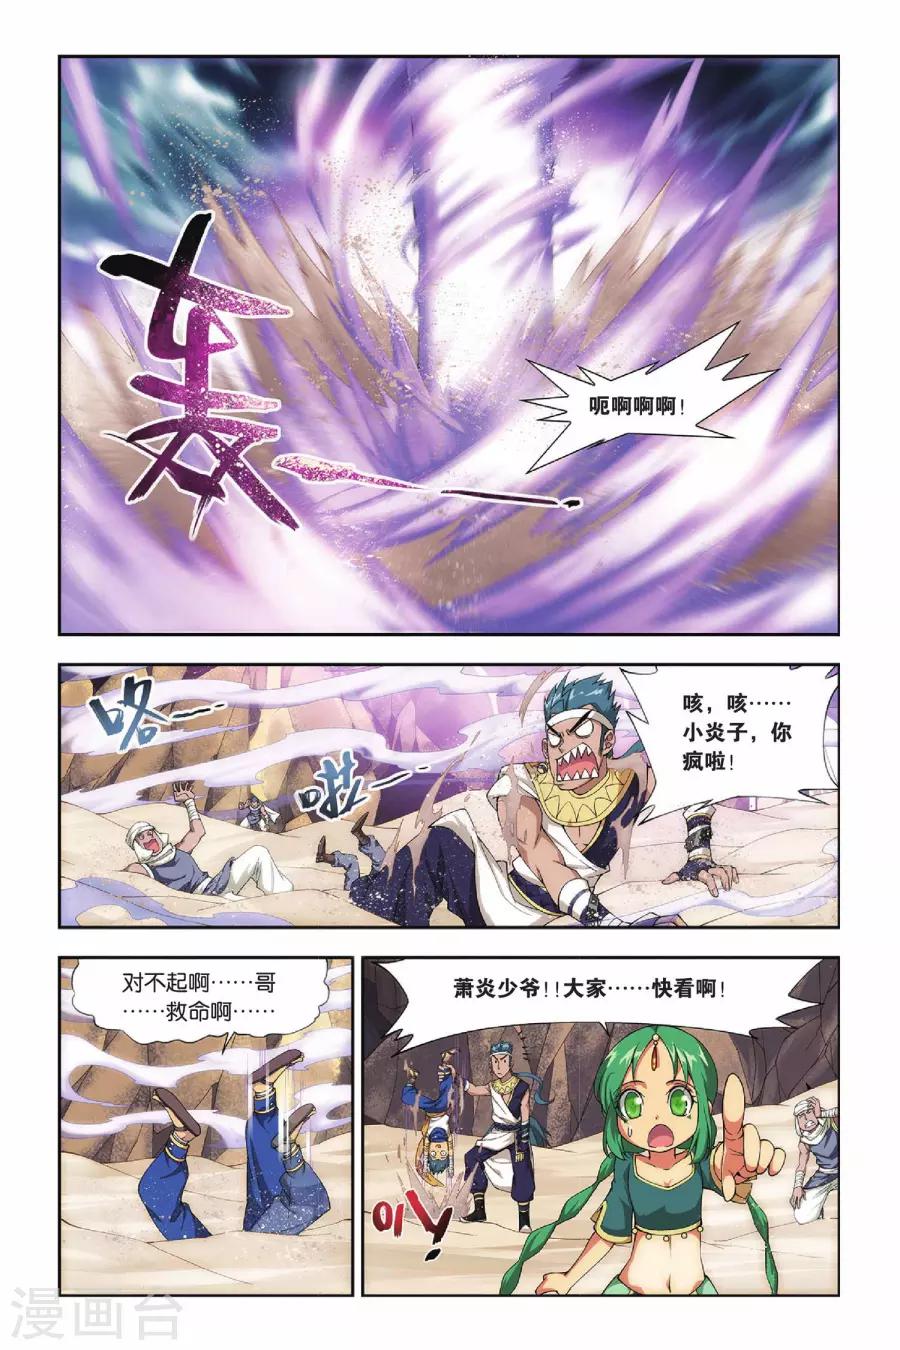 轰
呃啊啊啊!
咯
啦
咳，咳……
小炎子，你
疯啦!
对不起啊……哥
……救命啊……
萧炎少爷!!大家……快看啊!
漫画台